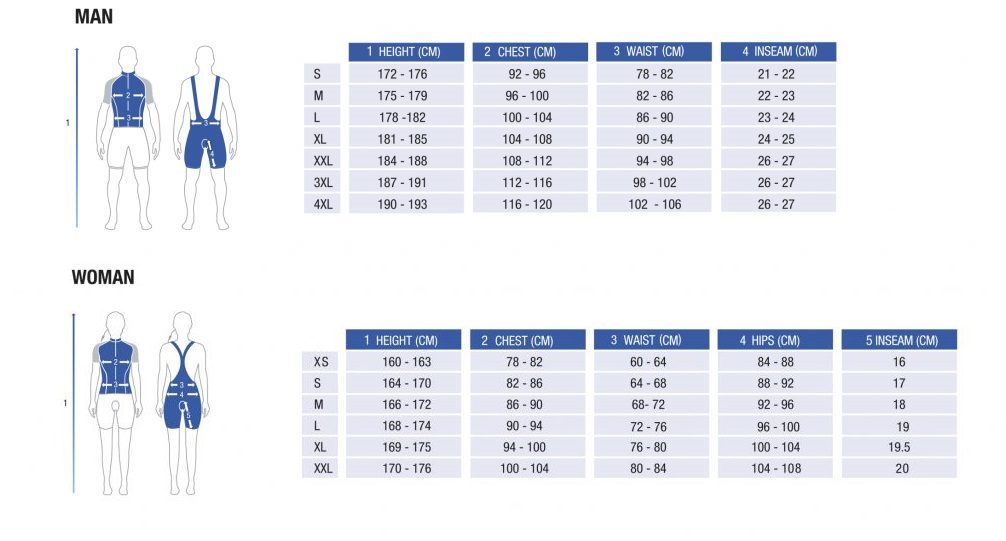 MAN
1 HEIGHT (CM) 2 CHEST (CM) 3 WAIST (CM) 4 INSEAM (CM)
S 172 - 176 92 - 96 78 - 82 21 - 22
M 175 - 179 96 - 100 82 - 86 22 - 23
L 178 -182 100 - 104 86 - 90 23 - 24
XL 181 - 185 104 - 108 90 - 94 24 - 25
XXL 184 - 188 108 - 112 94 - 98 26 - 27
3XL 187 - 191 112 - 116 98 - 102 26 - 27
4XL 190 - 193 116 - 120 102 - 106 26 - 27
2
1 3 3
4
WOMAN
1 HEIGHT (CM) 2 CHEST (CM) 3 WAIST (CM) 4 HIPS (CM) 5 INSEAM (CM)
XS 160 - 163 78 - 82 60 - 64 84 - 88 16
S 164 - 170 82 - 86 64 - 68 88 - 92 17
M 166 - 172 86 - 90 68- 72 92 - 96 18
L 168 - 174 90 - 94 72 - 76 96 - 100 19
XL 169 - 175 94 - 100 76 - 80 100 - 104 19.5
XXL 170 - 176 100 - 104 80 - 84 104 - 108 20
2
3 3
1 4
5